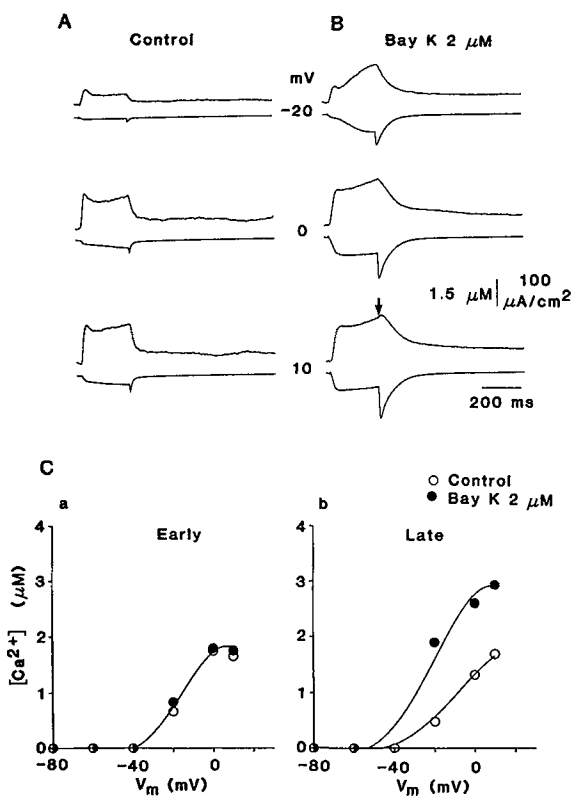 A
Control
B
Bay K 2 μM
mV
-20
0
10
1.5 μM
100
μA/cm²
200 ms
C
Control
Bay K 2 μM
a
Early
b
Late
[Ca²⁺] (μM)
4
3
2
1
0
-80
-40
0
Vm (mV)
4
3
2
1
0
-80
-40
0
Vm (mV)